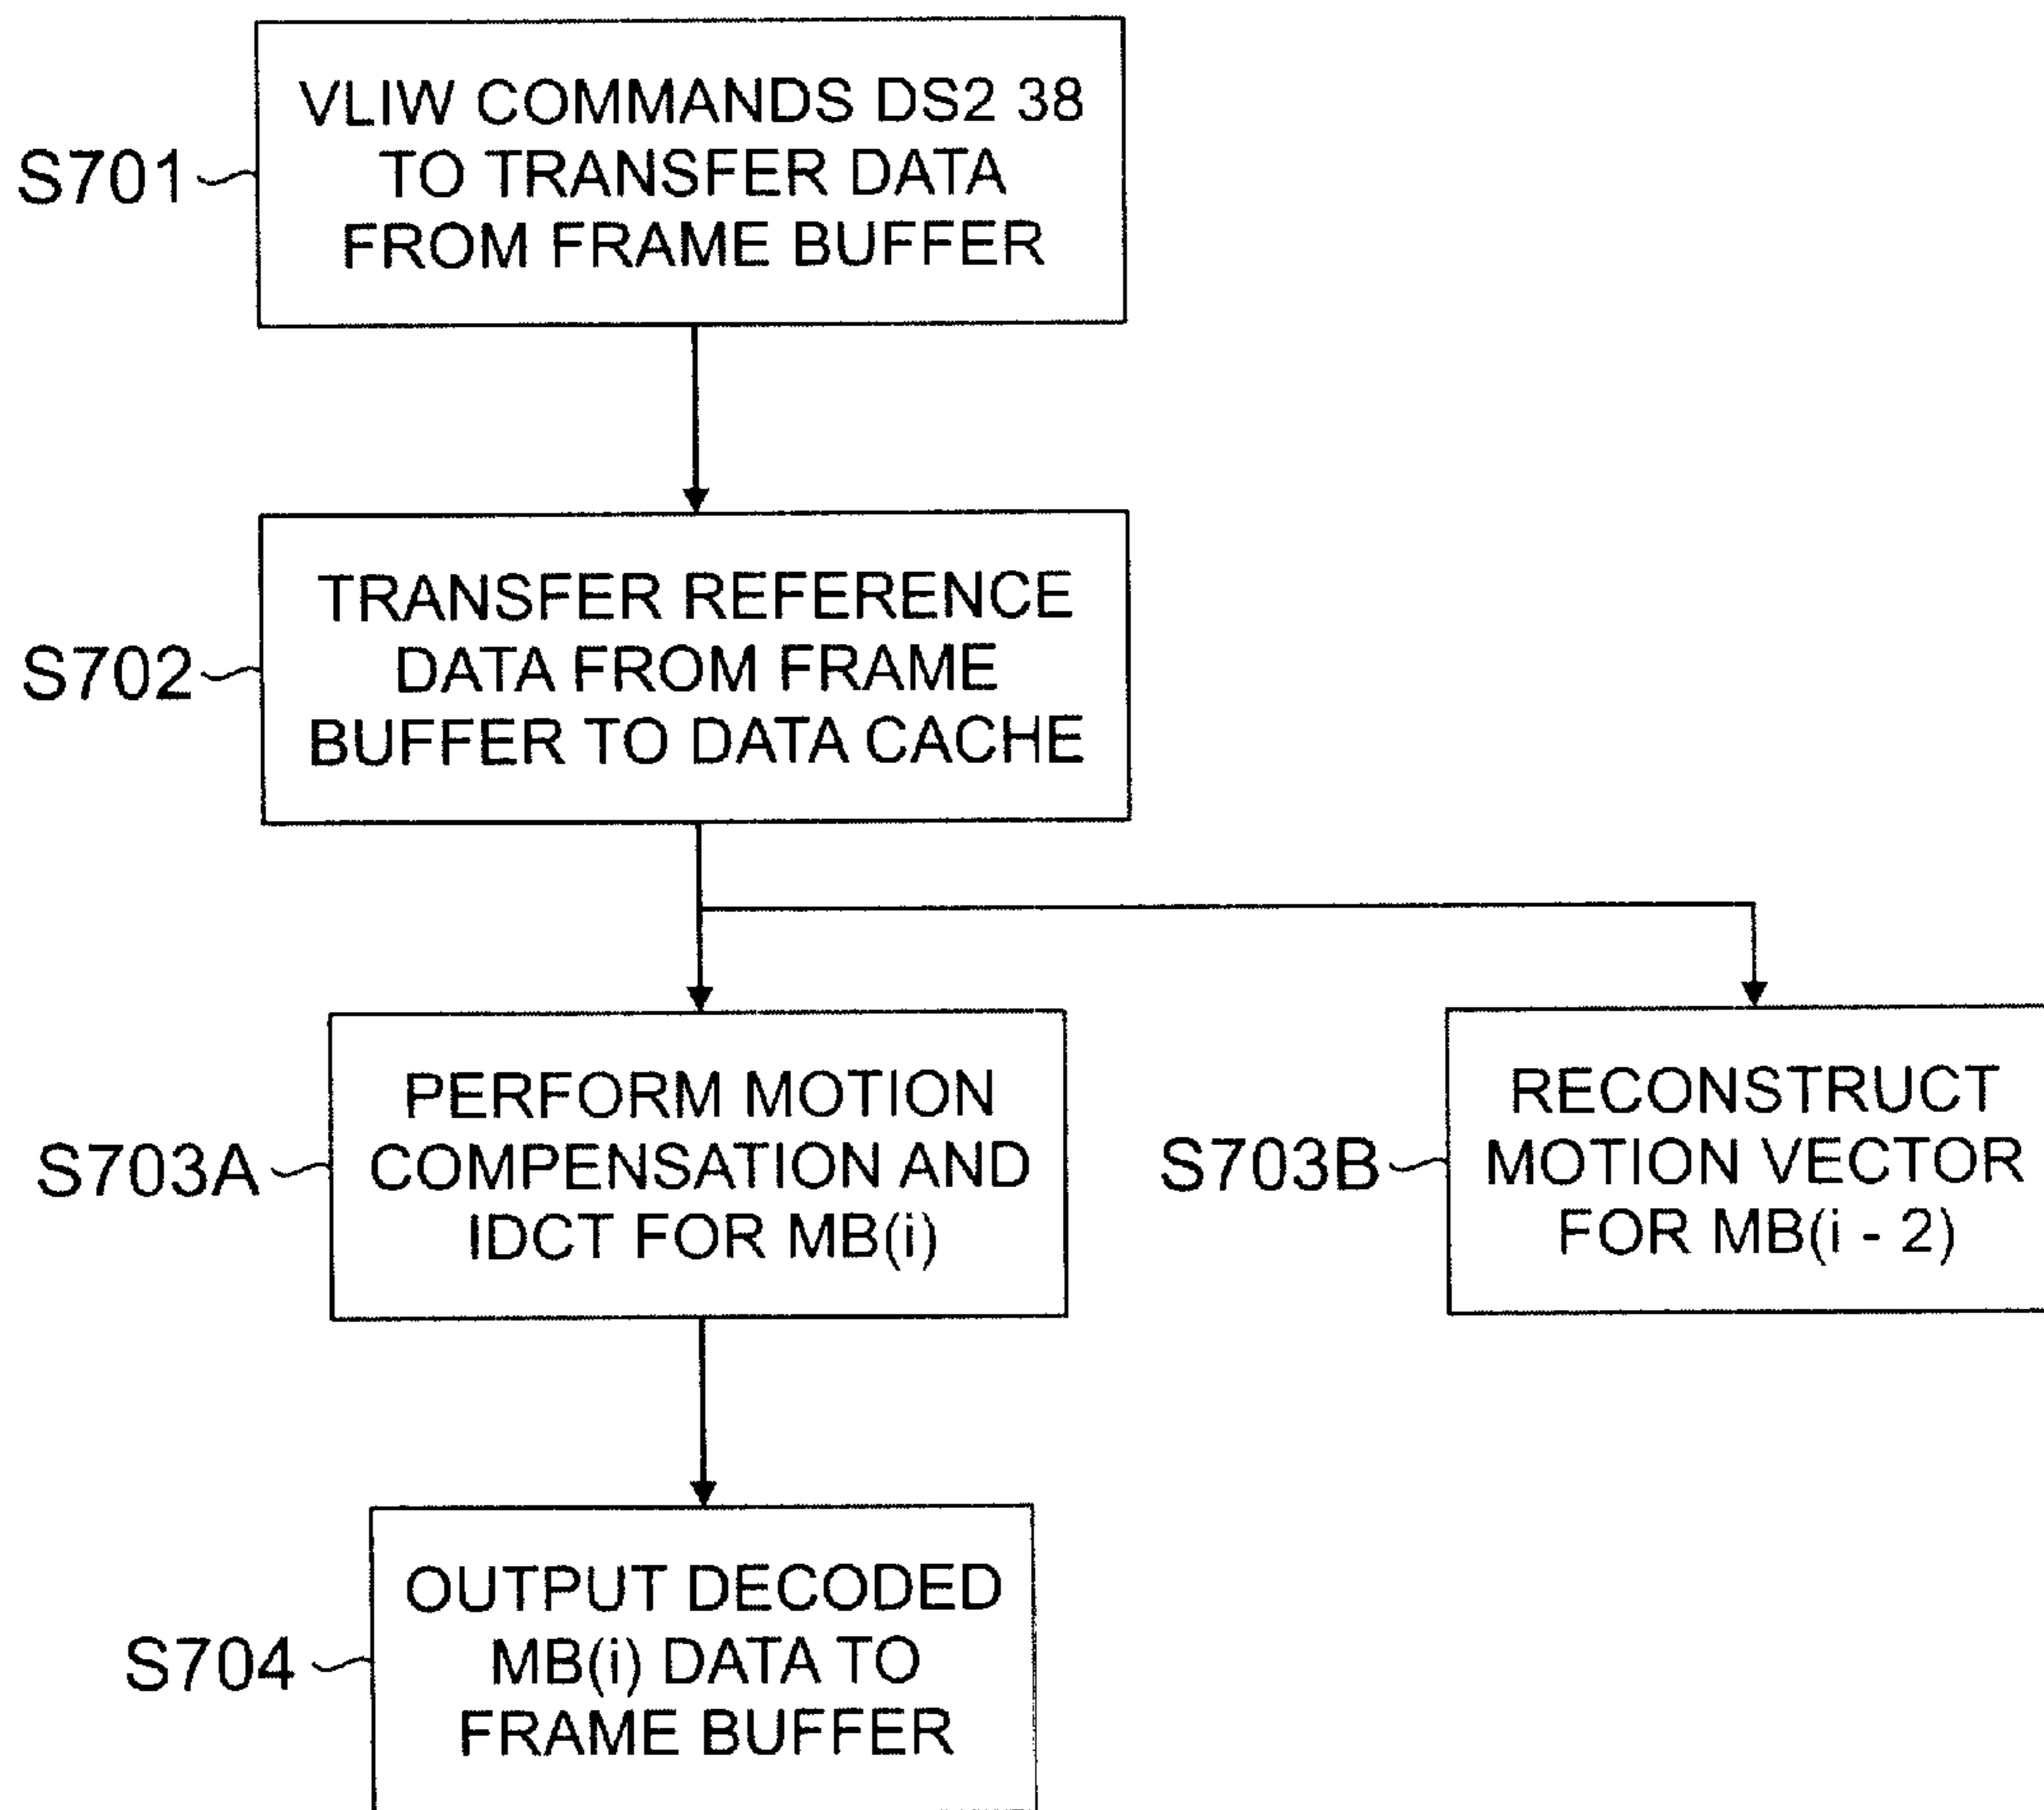 VLIW COMMANDS DS2 38
TO TRANSFER DATA
FROM FRAME BUFFER
S701
TRANSFER REFERENCE
DATA FROM FRAME
BUFFER TO DATA CACHE
S702
PERFORM MOTION
COMPENSATION AND
IDCT FOR MB(i)
S703A
RECONSTRUCT
MOTION VECTOR
FOR MB(i - 2)
S703B
OUTPUT DECODED
MB(i) DATA TO
FRAME BUFFER
S704